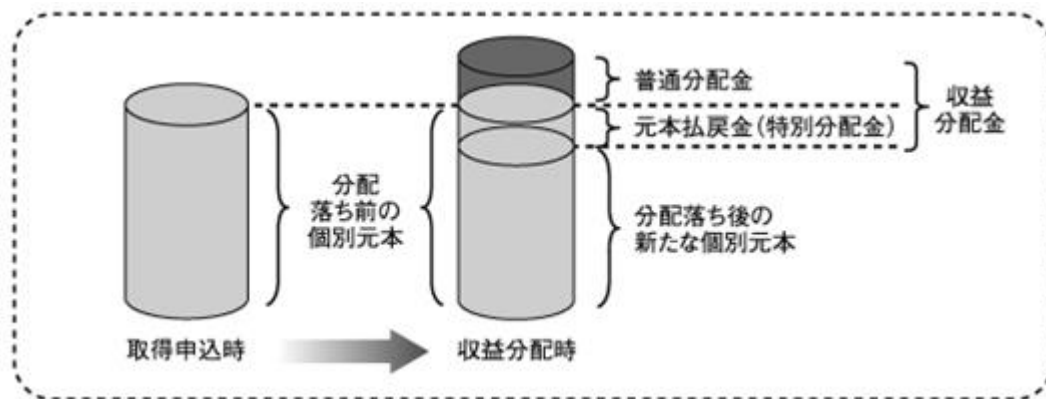 普通分配金
収益
分配金
元本払戻金(特別分配金)
分配
落ち前の
個別元本
分配落ち後の
新たな個別元本
取得申込時
収益分配時